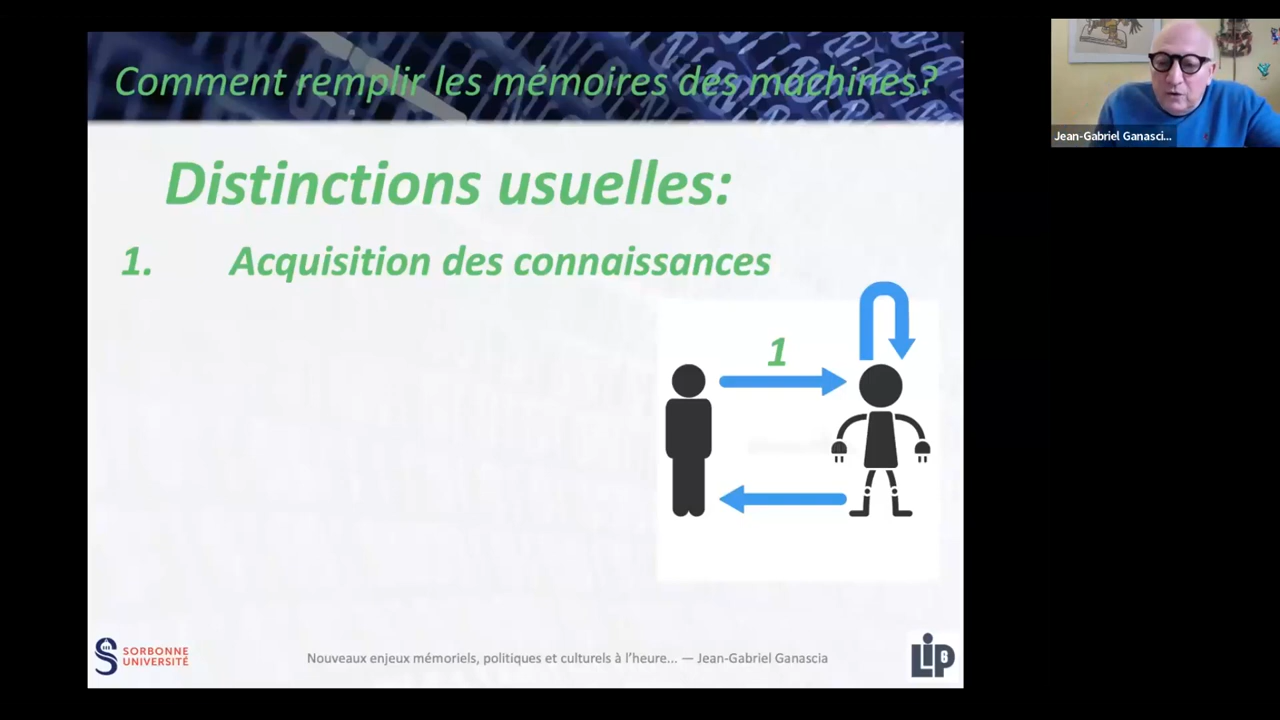 Comment remplir les mémoires des machines?
Distinctions usuelles:
1. Acquisition des connaissances
1
SORBONNE
UNIVERSITÉ
Nouveaux enjeux mémoriels, politiques et culturels à l'heure... — Jean-Gabriel Ganascia
LIP6
Jean-Gabriel Ganasci...